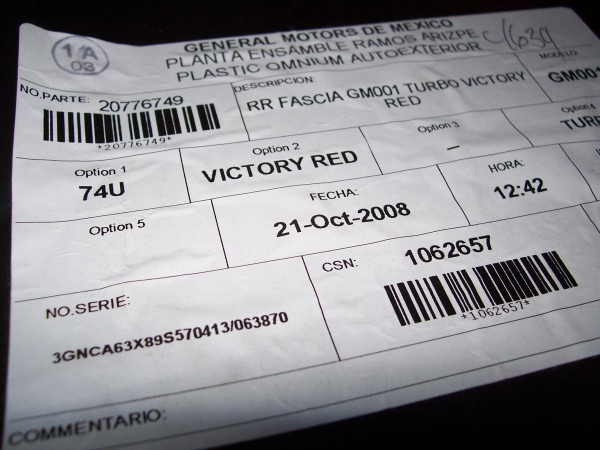 GENERAL MOTORS DE MEXICO
PLANTA ENSAMBLE RAMOS ARIZPE
PLASTIC OMNIUM AUTOEXTERIOR
1A
03
NO.PARTE: 20776749
*20776749*
DESCRIPCION:
RR FASCIA GM001 TURBO VICTORY
RED
MODELO
GM001
Option 1
74U
Option 2
VICTORY RED
Option 3
–
Option 4
Option 5
FECHA:
21-Oct-2008
HORA:
12:42
NO.SERIE:
3GNCA63X89S570413/063870
CSN: 1062657
*1062657*
COMMENTARIO: